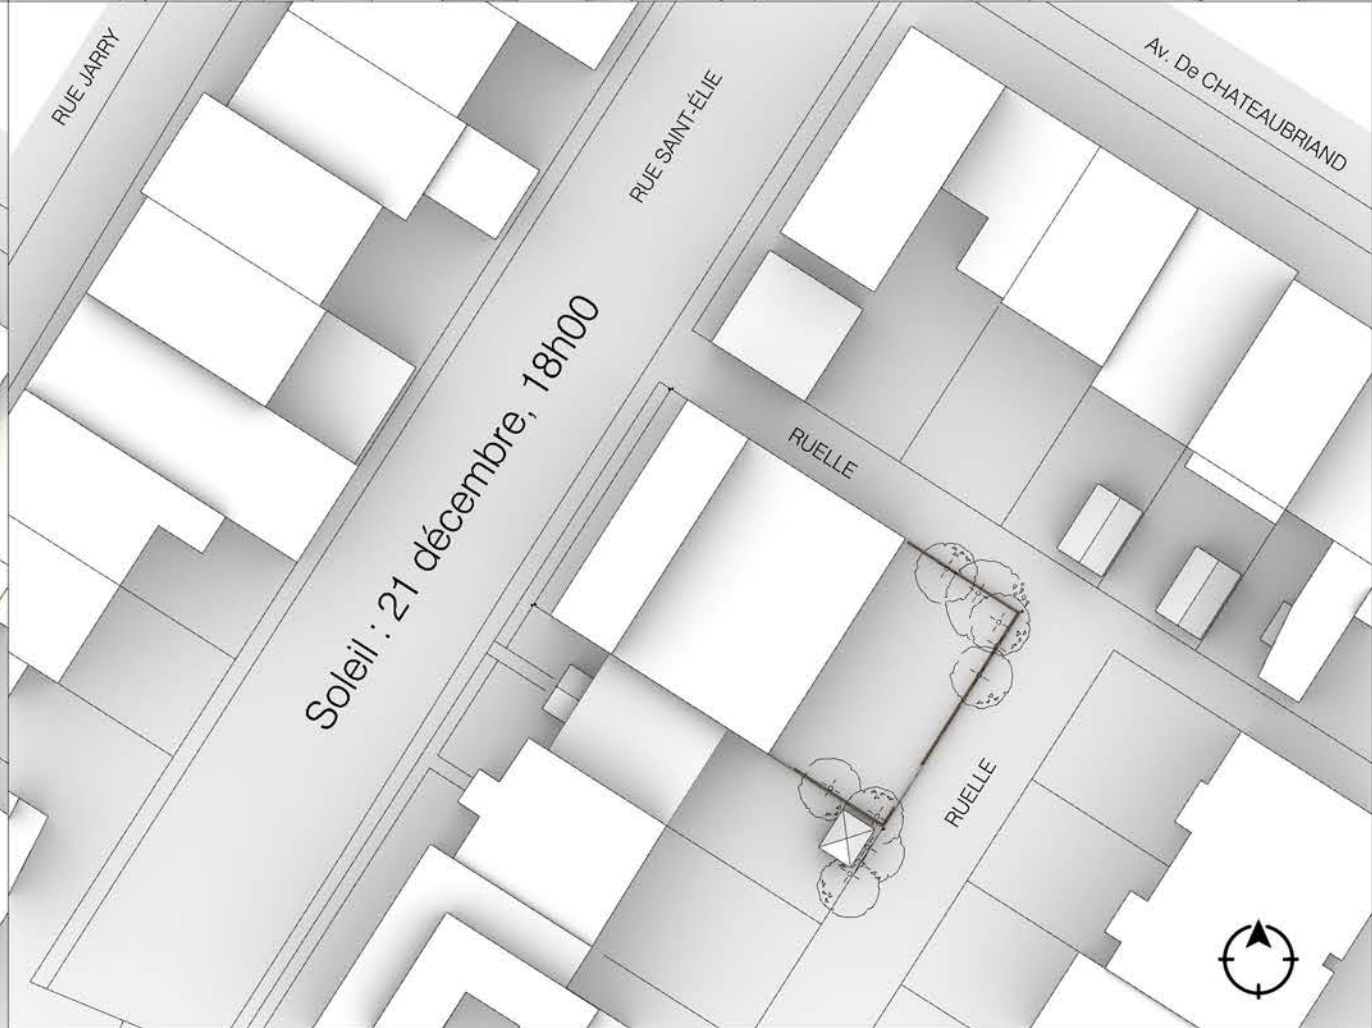 RUE JARRY
RUE SAINT-ÉLIE
Av. De CHATEAUBRIAND
Soleil : 21 décembre, 18h00
RUELLE
RUELLE